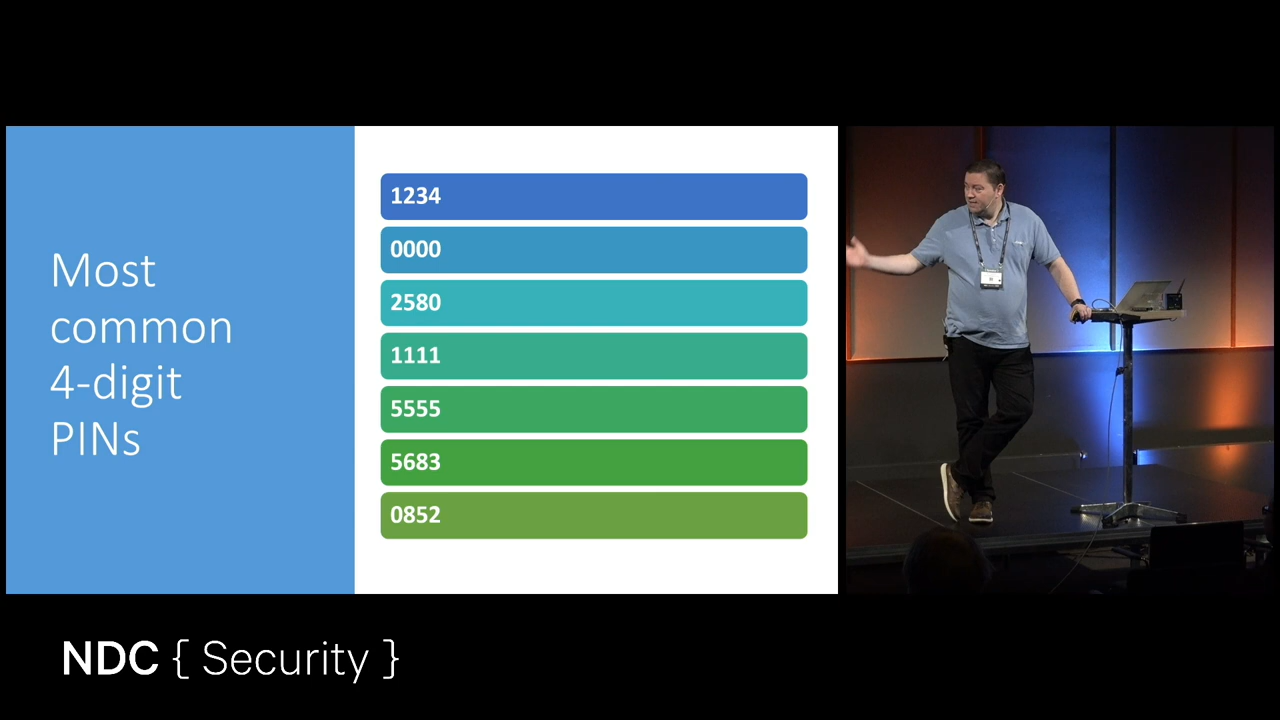 Most
common
4-digit
PINs
1234
0000
2580
1111
5555
5683
0852
NDC { Security }